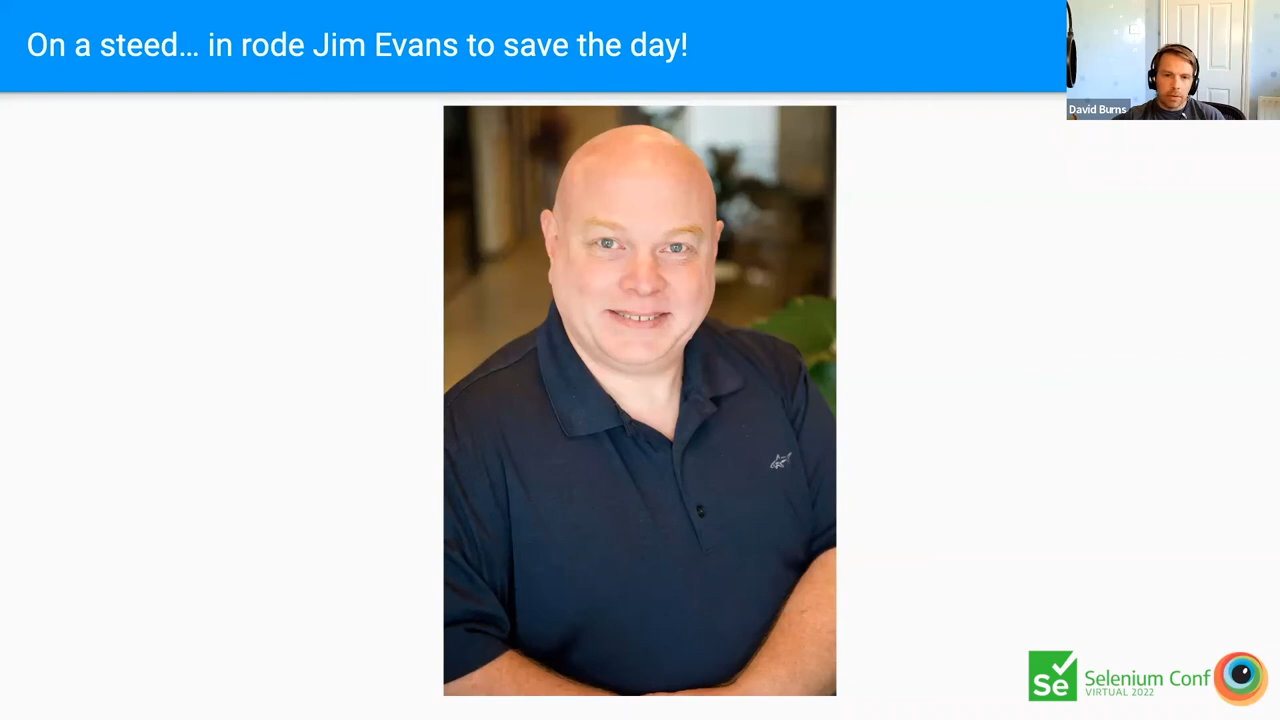 On a steed... in rode Jim Evans to save the day!
David Burns
Se
Selenium Conf
VIRTUAL 2022